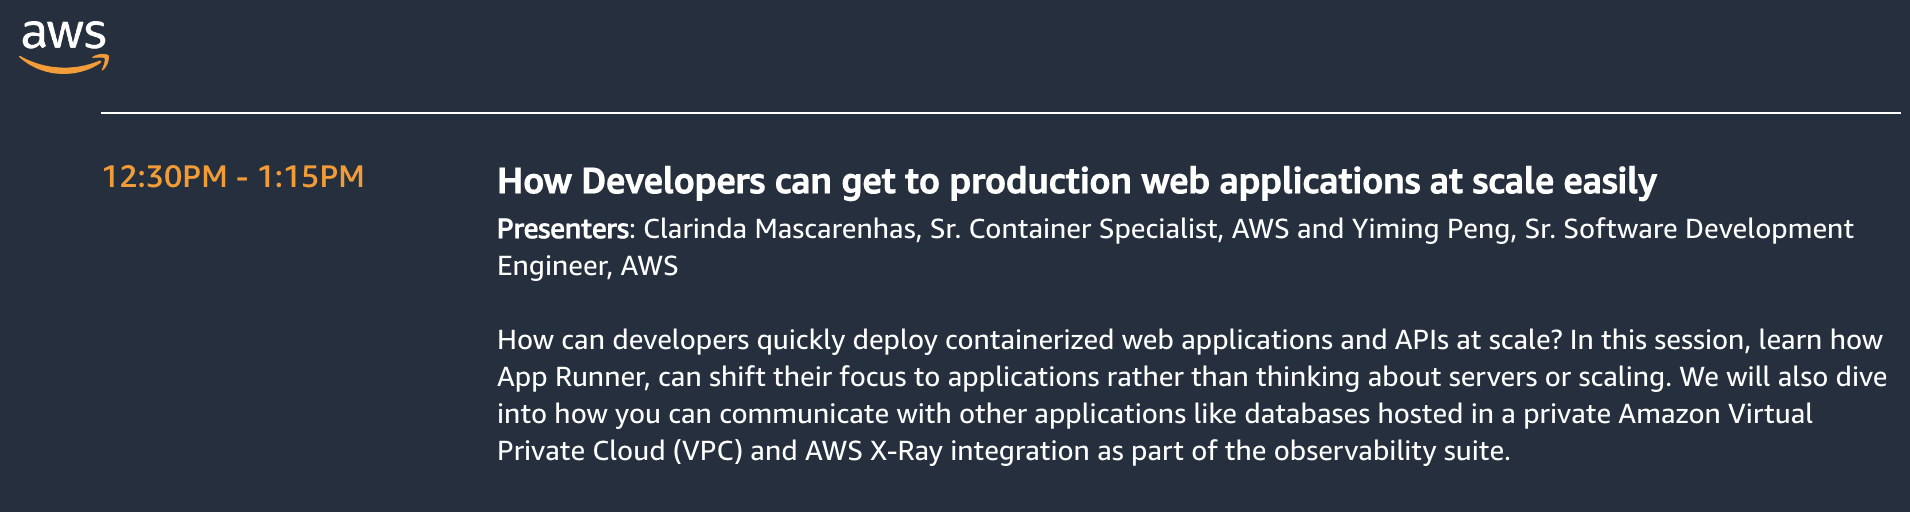 aws
12:30PM - 1:15PM
How Developers can get to production web applications at scale easily
Presenters: Clarinda Mascarenhas, Sr. Container Specialist, AWS and Yiming Peng, Sr. Software Development
Engineer, AWS
How can developers quickly deploy containerized web applications and APIs at scale? In this session, learn how
App Runner, can shift their focus to applications rather than thinking about servers or scaling. We will also dive
into how you can communicate with other applications like databases hosted in a private Amazon Virtual
Private Cloud (VPC) and AWS X-Ray integration as part of the observability suite.